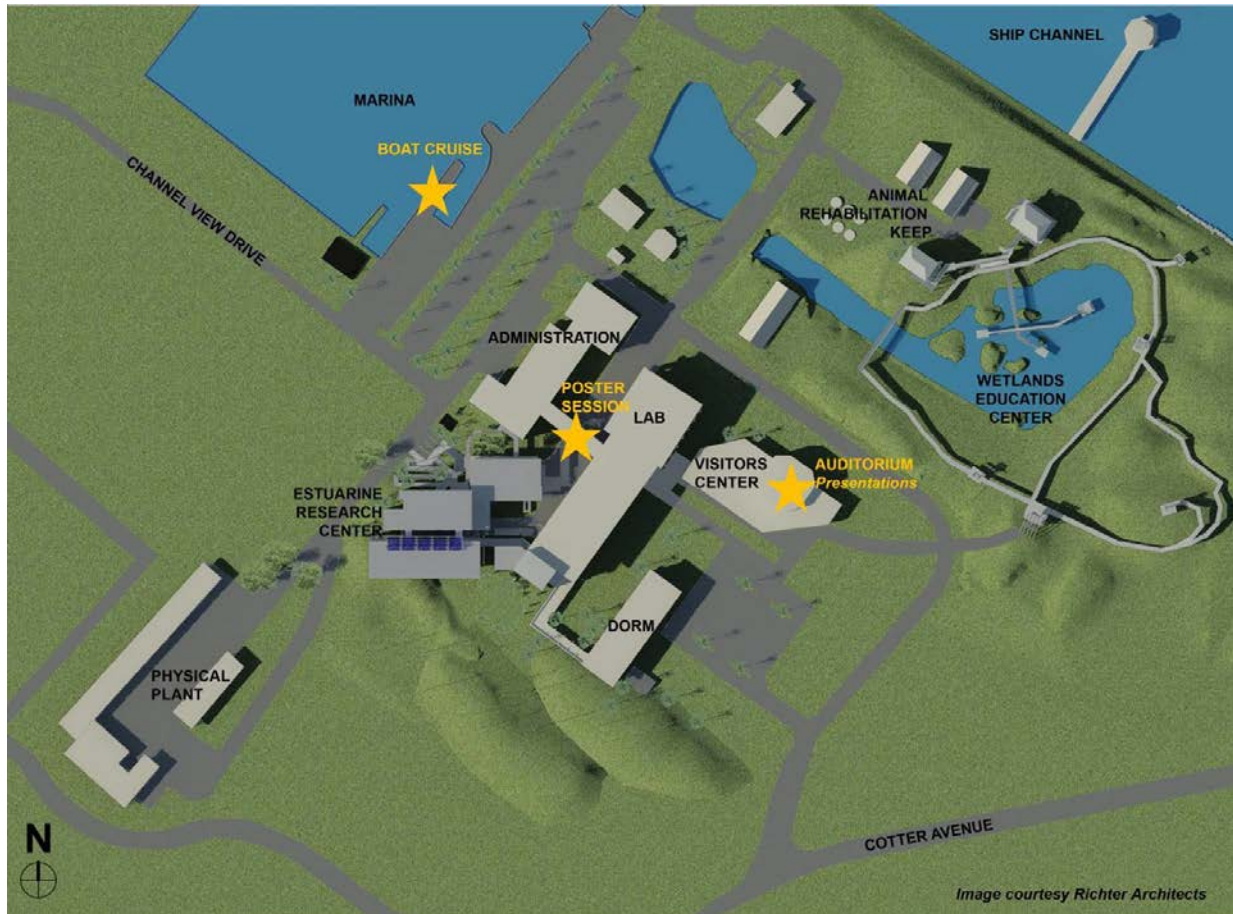 SHIP CHANNEL
MARINA
BOAT CRUISE
CHANNEL VIEW DRIVE
ANIMAL
REHABILITATION
KEEP
ADMINISTRATION
POSTER
SESSION
LAB
WETLANDS
EDUCATION
CENTER
VISITORS
CENTER
AUDITORIUM
Presentations
ESTUARINE
RESEARCH
CENTER
DORM
PHYSICAL
PLANT
COTTER AVENUE
N
Image courtesy Richter Architects